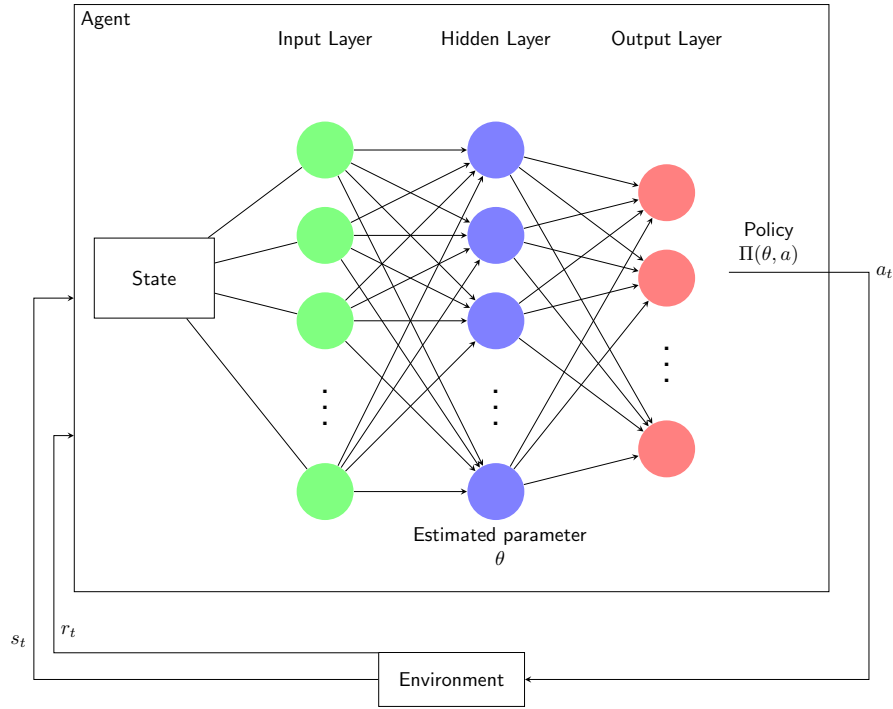 Agent
Input Layer
Hidden Layer
Output Layer
State
Policy
Π(θ, a)
a_t
Estimated parameter
θ
s_t
r_t
Environment